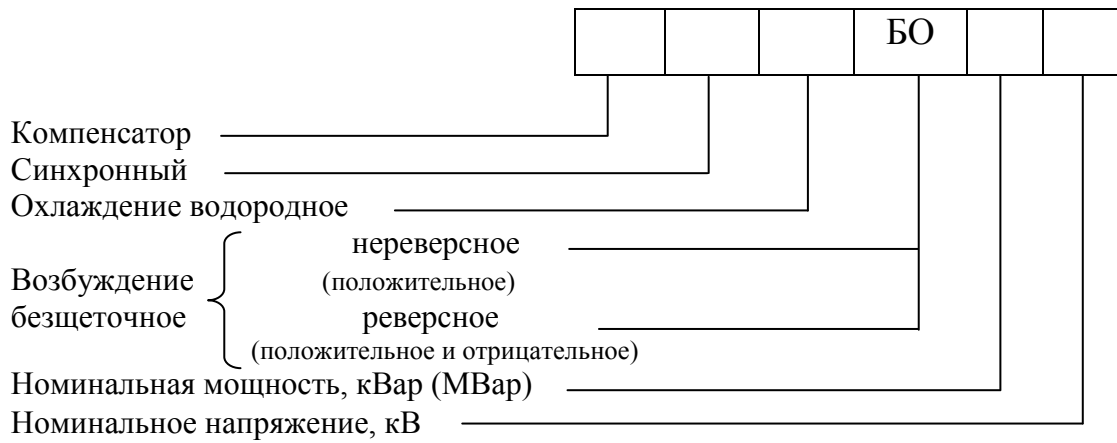 БО
Компенсатор
Синхронный
Охлаждение водородное
нереверсное
Возбуждение
(положительное)
безщеточное
реверсное
(положительное и отрицательное)
Номинальная мощность, кВар (МВар)
Номинальное напряжение, кВ